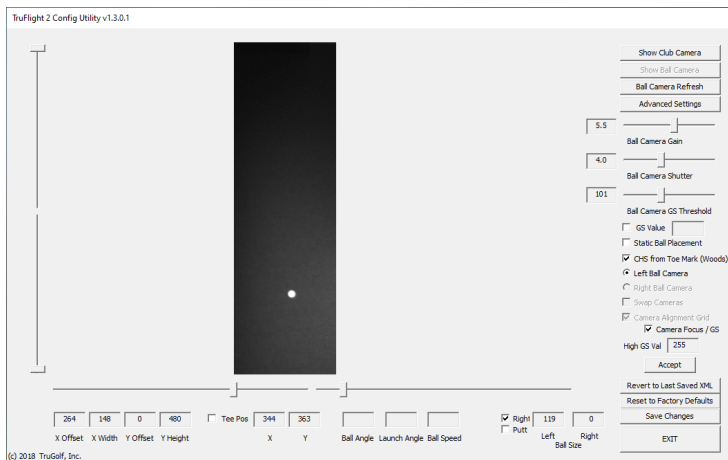 TruFlight 2 Config Utility v1.3.0.1
Show Club Camera
Show Ball Camera
Ball Camera Refresh
Advanced Settings
5.5
Ball Camera Gain
4.0
Ball Camera Shutter
101
Ball Camera GS Threshold
GS Value
Static Ball Placement
CHS from Toe Mark (Woods)
Left Ball Camera
Right Ball Camera
Swap Cameras
Camera Alignment Grid
Camera Focus / GS
High GS Val 255
Accept
Revert to Last Saved XML
Reset to Factory Defaults
Save Changes
EXIT
264 148 0 480 Tee Pos 344 363 Right 119 0
Putt
X Offset X Width Y Offset Y Height X Y Ball Angle Launch Angle Ball Speed Left Right
Ball Size
(c) 2018 TruGolf, Inc.